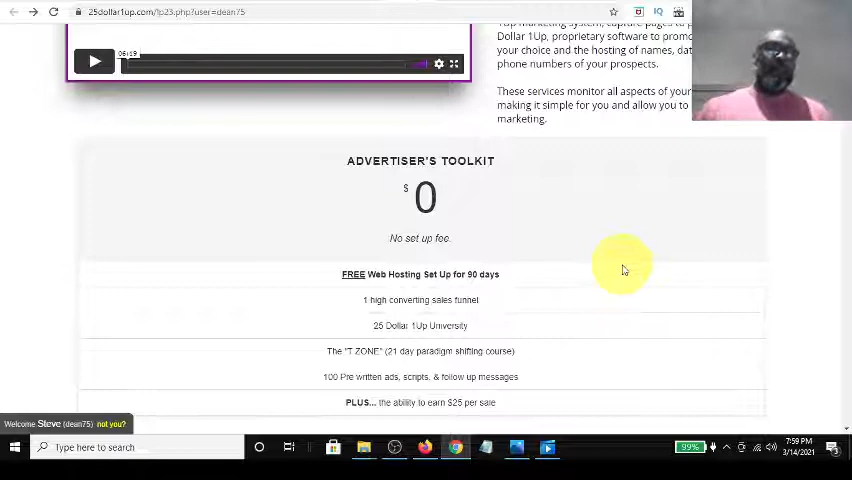 25dollar1up.com/lp23.php?user=dean75
IQ
1Up marketing system, capture pages to
Dollar 1Up, proprietary software to promo
your choice and the hosting of names, dat
phone numbers of your prospects.
06:19
These services monitor all aspects of your
making it simple for you and allow you to
marketing.
ADVERTISER'S TOOLKIT
$ 0
No set up fee.
FREE Web Hosting Set Up for 90 days
1 high converting sales funnel
25 Dollar 1Up University
The "T ZONE" (21 day paradigm shifting course)
100 Pre written ads, scripts, & follow up messages
PLUS... the ability to earn $25 per sale
Welcome Steve (dean75) not you?
Type here to search
99%
7:59 PM
3/14/2021
3